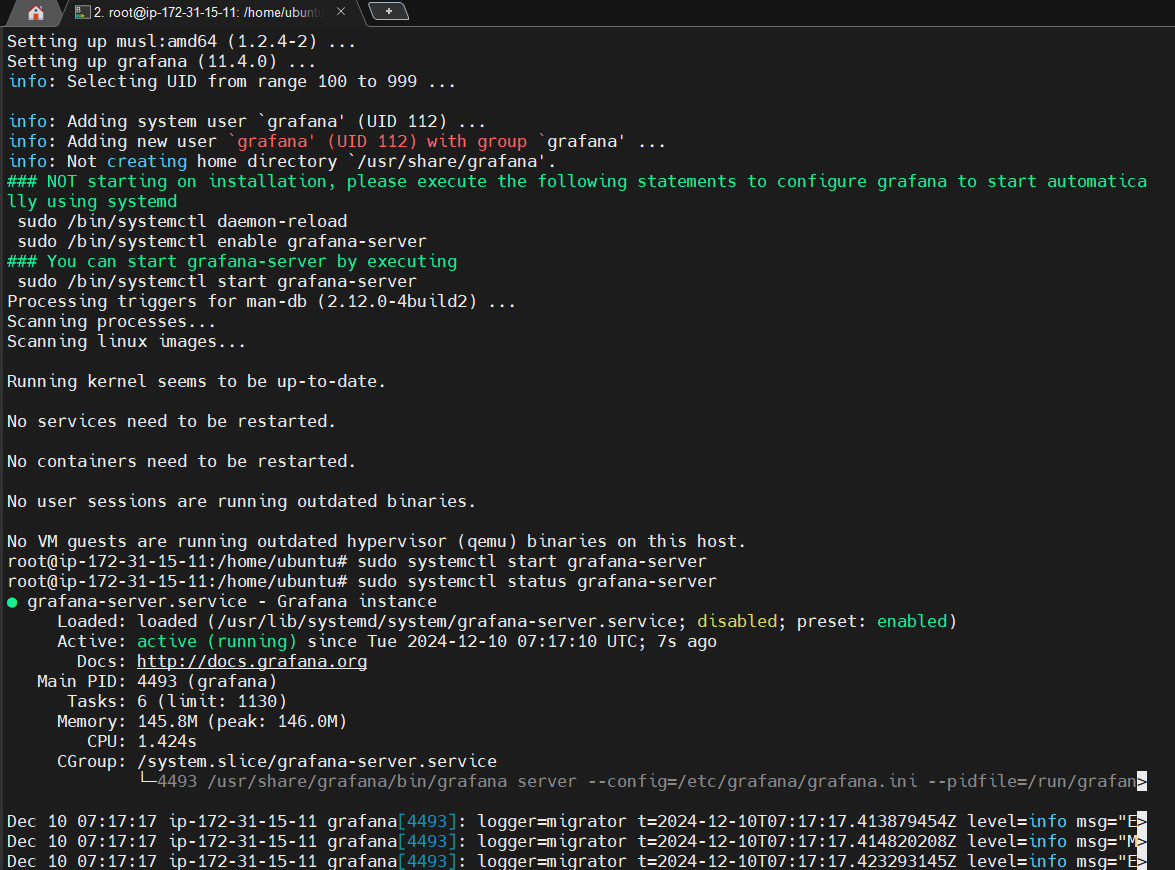 2. root@ip-172-31-15-11: /home/ubuntu
Setting up musl:amd64 (1.2.4-2) ...
Setting up grafana (11.4.0) ...
info: Selecting UID from range 100 to 999 ...
info: Adding system user `grafana' (UID 112) ...
info: Adding new user `grafana' (UID 112) with group `grafana' ...
info: Not creating home directory `/usr/share/grafana'.
### NOT starting on installation, please execute the following statements to configure grafana to start automatica
lly using systemd
 sudo /bin/systemctl daemon-reload
 sudo /bin/systemctl enable grafana-server
### You can start grafana-server by executing
 sudo /bin/systemctl start grafana-server
Processing triggers for man-db (2.12.0-4build2) ...
Scanning processes...
Scanning linux images...
Running kernel seems to be up-to-date.
No services need to be restarted.
No containers need to be restarted.
No user sessions are running outdated binaries.
No VM guests are running outdated hypervisor (qemu) binaries on this host.
root@ip-172-31-15-11:/home/ubuntu# sudo systemctl start grafana-server
root@ip-172-31-15-11:/home/ubuntu# sudo systemctl status grafana-server
● grafana-server.service - Grafana instance
     Loaded: loaded (/usr/lib/systemd/system/grafana-server.service; disabled; preset: enabled)
     Active: active (running) since Tue 2024-12-10 07:17:10 UTC; 7s ago
       Docs: http://docs.grafana.org
   Main PID: 4493 (grafana)
      Tasks: 6 (limit: 1130)
     Memory: 145.8M (peak: 146.0M)
        CPU: 1.424s
     CGroup: /system.slice/grafana-server.service
             └─4493 /usr/share/grafana/bin/grafana server --config=/etc/grafana/grafana.ini --pidfile=/run/grafan>
Dec 10 07:17:17 ip-172-31-15-11 grafana[4493]: logger=migrator t=2024-12-10T07:17:17.413879454Z level=info msg="E>
Dec 10 07:17:17 ip-172-31-15-11 grafana[4493]: logger=migrator t=2024-12-10T07:17:17.414820208Z level=info msg="M>
Dec 10 07:17:17 ip-172-31-15-11 grafana[4493]: logger=migrator t=2024-12-10T07:17:17.423293145Z level=info msg="E>